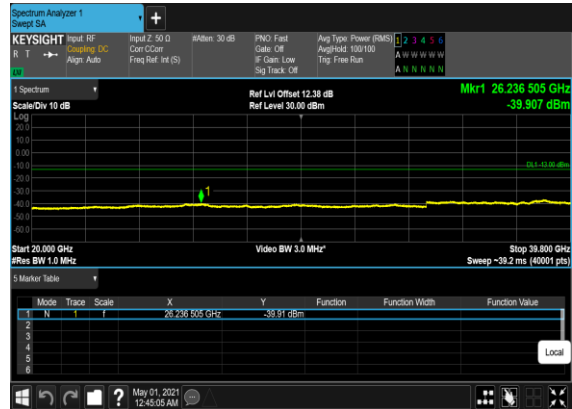 Spectrum Analyzer 1
Swept SA
KEYSIGHT Input: RF Input Z: 50 Ω #Atten: 30 dB PNO: Fast Avg Type: Power (RMS) 1 2 3 4 5 6
R T Coupling: DC Corr CCorr Gate: Off Avg|Hold: 100/100 A W W W W W
Align: Auto Freq Ref: Int (S) IF Gain: Low Trig: Free Run A N N N N N
Sig Track: Off
1 Spectrum Ref Lvl Offset 12.38 dB Mkr1 26.236 505 GHz
Scale/Div 10 dB Ref Level 30.00 dBm -39.907 dBm
Log
20.0
10.0
0.00
-10.0
DL1 -13.00 dBm
-20.0
-30.0
1
-40.0
-50.0
-60.0
Start 20.000 GHz Video BW 3.0 MHz* Stop 39.800 GHz
#Res BW 1.0 MHz Sweep ~39.2 ms (40001 pts)
5 Marker Table
Mode Trace Scale X Y Function Function Width Function Value
1 N 1 f 26.236 505 GHz -39.91 dBm
2
3
4
5
6
Local
May 01, 2021
12:45:05 AM